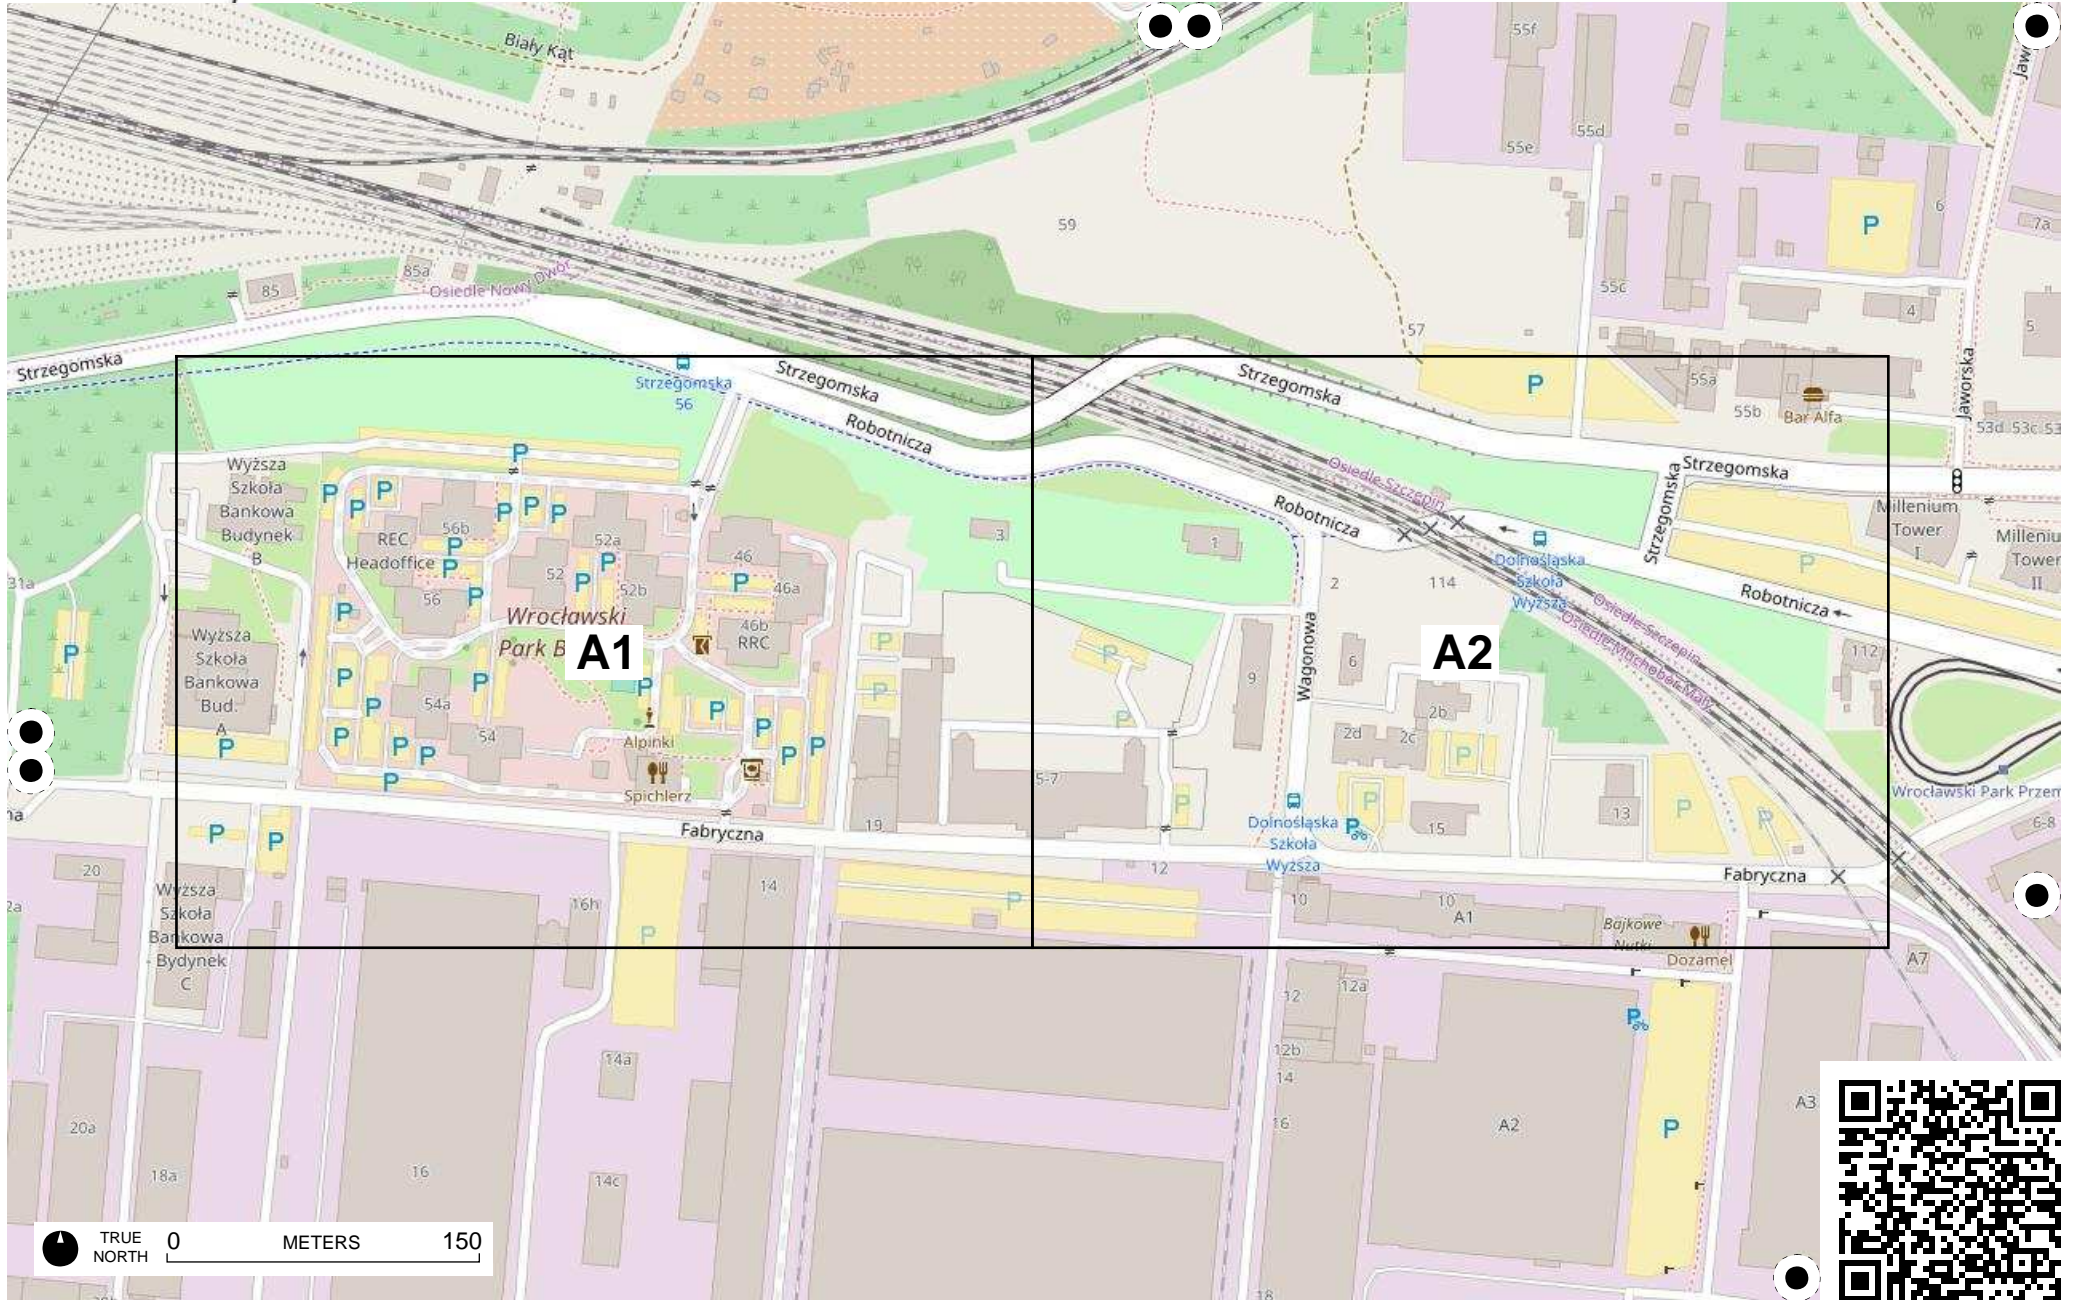 Biały Kąt
55f
Jaw
55d
55e
6
P
7a
59
Osiedle Nowy Dwór
85a
85
55c
4
5
57
Strzegomska
Strzegomska
56
Strzegomska
Strzegomska
P
55a
55b
Bar Alfa
Jaworska
53d
53c
53
Robotnicza
Strzegomska
P
Wyższa
Szkoła
Bankowa
Budynek
B
P
P
P
P
P
P
56b
REC
Headoffice
P
P
P
56
52a
P
52
P
52b
46
P
46a
46b
RRC
3
1
Osiedle Szczepin
Robotnicza
Strzegomska
Millenium
Tower
I
Milleniu
Tower
II
Dolnośląska
Szkoła
Wyższa
P
2
114
Robotnicza
Osiedle Szczepin
Osiedle Muchobór Mały
31a
P
Wyższa
Szkoła
Bankowa
Bud.
A
P
P
Wrocławski
Park B
A1
A2
P
P
P
P
P
54a
P
54
P
P
P
P
P
P
P
P
Alpinki
Spichlerz
P
P
P
P
9
Wagonowa
6
2b
2d
2c
P
112
5-7
P
19
Dolnośląska
Szkoła
Wyższa
P
P
15
13
P
P
Wrocławski Park Przem
6-8
na
P
P
Fabryczna
Fabryczna
20
Wyższa
Szkoła
Bankowa
- Bydynek
C
2a
16h
P
14
P
12
10
10
A1
Bajkowe
Nutki
Dozamel
A7
12
12a
P
14a
12b
14
16
A2
P
A3
20a
18a
16
14c
18
TRUE
NORTH
0
METERS
150